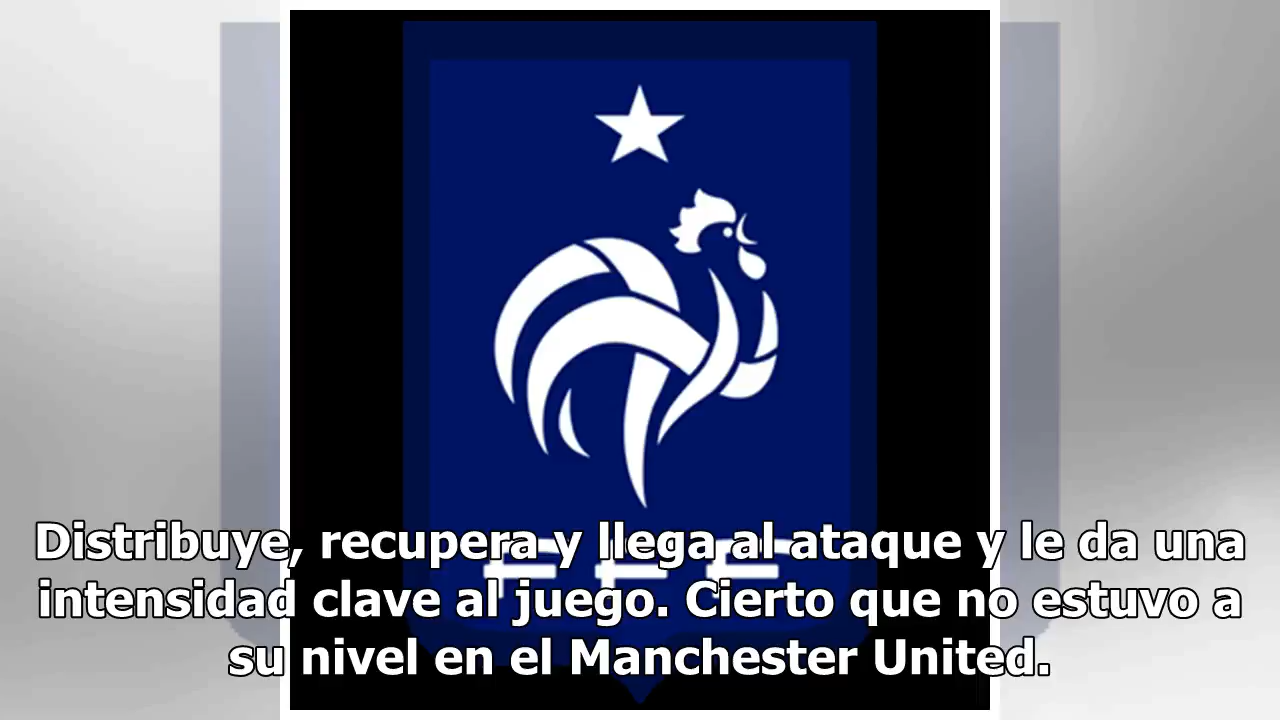 Distribuye, recupera y llega al ataque y le da una
FFF
intensidad clave al juego. Cierto que no estuvo a
su nivel en el Manchester United.